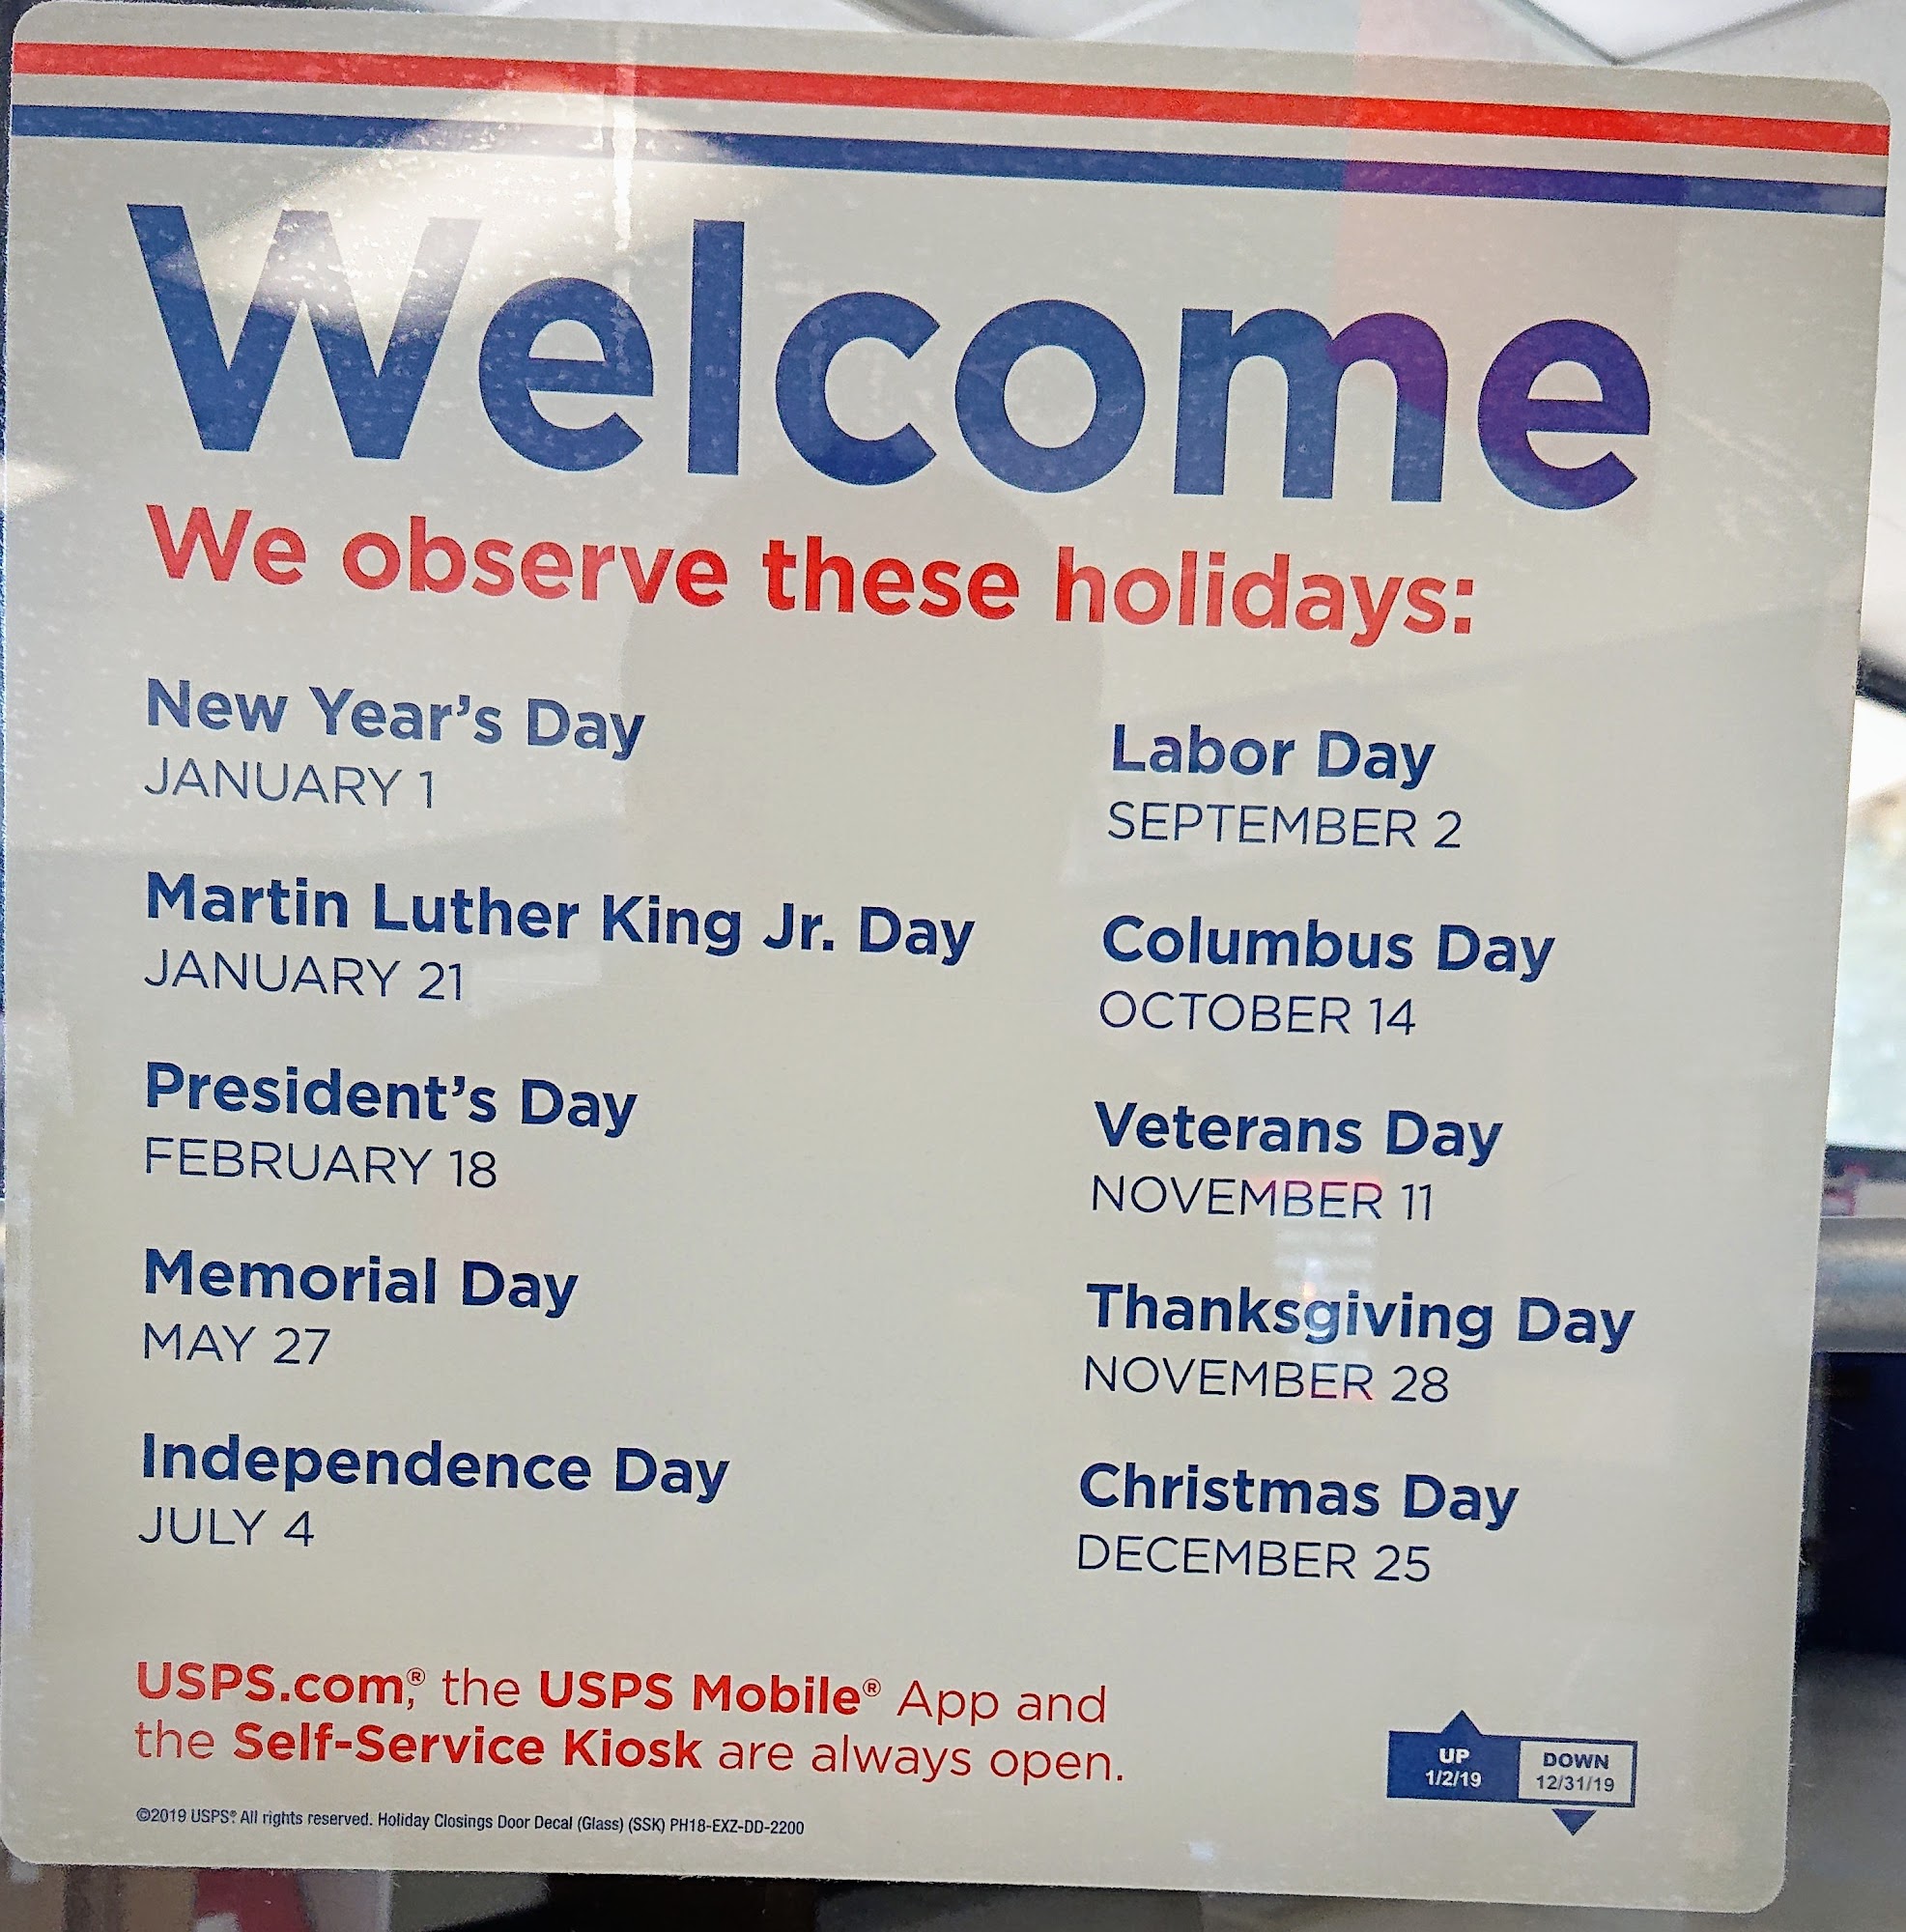 Welcome
We observe these holidays:
New Year's Day
JANUARY 1
Martin Luther King Jr. Day
JANUARY 21
President's Day
FEBRUARY 18
Memorial Day
MAY 27
Independence Day
JULY 4
Labor Day
SEPTEMBER 2
Columbus Day
OCTOBER 14
Veterans Day
NOVEMBER 11
Thanksgiving Day
NOVEMBER 28
Christmas Day
DECEMBER 25
USPS.com,® the USPS Mobile® App and
the Self-Service Kiosk are always open.
UP
1/2/19
DOWN
12/31/19
©2019 USPS® All rights reserved. Holiday Closings Door Decal (Glass) (SSK) PH18-EXZ-DD-2200